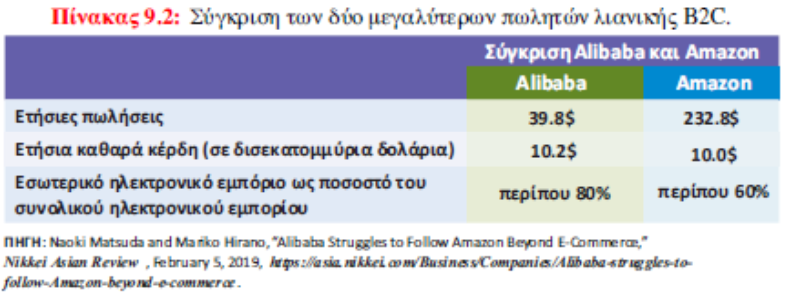 Πίνακας 9.2: Σύγκριση των δύο μεγαλύτερων πωλητών λιανικής B2C.
Σύγκριση Alibaba και Amazon
Alibaba Amazon
Ετήσιες πωλήσεις 39.8$ 232.8$
Ετήσια καθαρά κέρδη (σε δισεκατομμύρια δολάρια) 10.2$ 10.0$
Εσωτερικό ηλεκτρονικό εμπόριο ως ποσοστό του
συνολικού ηλεκτρονικού εμπορίου περίπου 80% περίπου 60%
ΠΗΓΗ: Naoki Matsuda and Mariko Hirano, “Alibaba Struggles to Follow Amazon Beyond E-Commerce,”
Nikkei Asian Review , February 5, 2019, https://asia.nikkei.com/Business/Companies/Alibaba-struggles-to-
follow-Amazon-beyond-e-commerce.